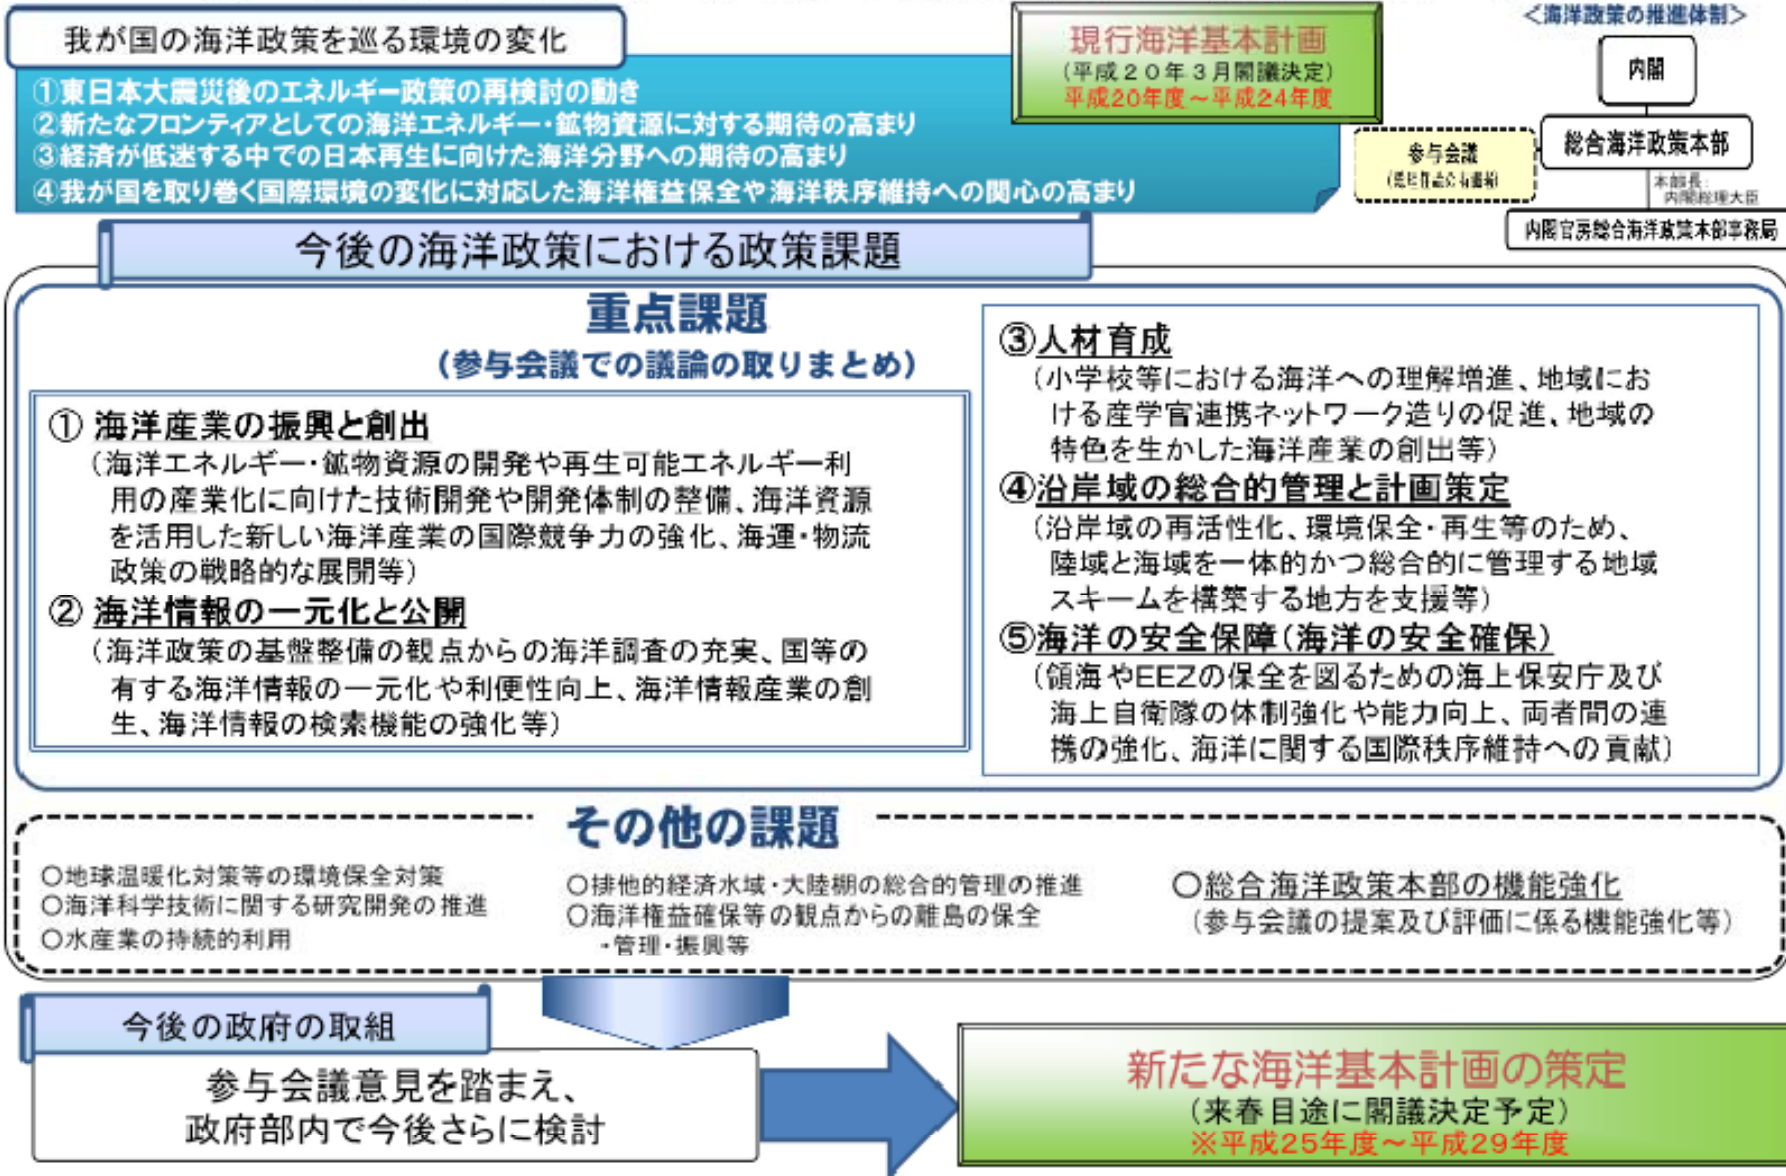 我が国の海洋政策を巡る環境の変化
①東日本大震災後のエネルギー政策の再検討の動き
②新たなフロンティアとしての海洋エネルギー・鉱物資源に対する期待の高まり
③経済が低迷する中での日本再生に向けた海洋分野への期待の高まり
④我が国を取り巻く国際環境の変化に対応した海洋権益保全や海洋秩序維持への関心の高まり
現行海洋基本計画
(平成20年3月閣議決定)
平成20年度～平成24年度
<海洋政策の推進体制>
内閣
総合海洋政策本部
参与会議
本部長:
内閣総理大臣
内閣官房総合海洋政策本部事務局
今後の海洋政策における政策課題
重点課題
(参与会議での議論の取りまとめ)
① 海洋産業の振興と創出
(海洋エネルギー・鉱物資源の開発や再生可能エネルギー利
用の産業化に向けた技術開発や開発体制の整備、海洋資源
を活用した新しい海洋産業の国際競争力の強化、海運・物流
政策の戦略的な展開等)
② 海洋情報の一元化と公開
(海洋政策の基盤整備の観点からの海洋調査の充実、国等の
有する海洋情報の一元化や利便性向上、海洋情報産業の創
生、海洋情報の検索機能の強化等)
③人材育成
(小学校等における海洋への理解増進、地域にお
ける産学官連携ネットワーク造りの促進、地域の
特色を生かした海洋産業の創出等)
④沿岸域の総合的管理と計画策定
(沿岸域の再活性化、環境保全・再生等のため、
陸域と海域を一体的かつ総合的に管理する地域
スキームを構築する地方を支援等)
⑤海洋の安全保障(海洋の安全確保)
(領海やEEZの保全を図るための海上保安庁及び
海上自衛隊の体制強化や能力向上、両者間の連
携の強化、海洋に関する国際秩序維持への貢献)
その他の課題
○地球温暖化対策等の環境保全対策
○海洋科学技術に関する研究開発の推進
○水産業の持続的利用
○排他的経済水域・大陸棚の総合的管理の推進
○海洋権益確保等の観点からの離島の保全
・管理・振興等
○総合海洋政策本部の機能強化
(参与会議の提案及び評価に係る機能強化等)
今後の政府の取組
参与会議意見を踏まえ、
政府部内で今後さらに検討
新たな海洋基本計画の策定
(来春目途に閣議決定予定)
※平成25年度～平成29年度